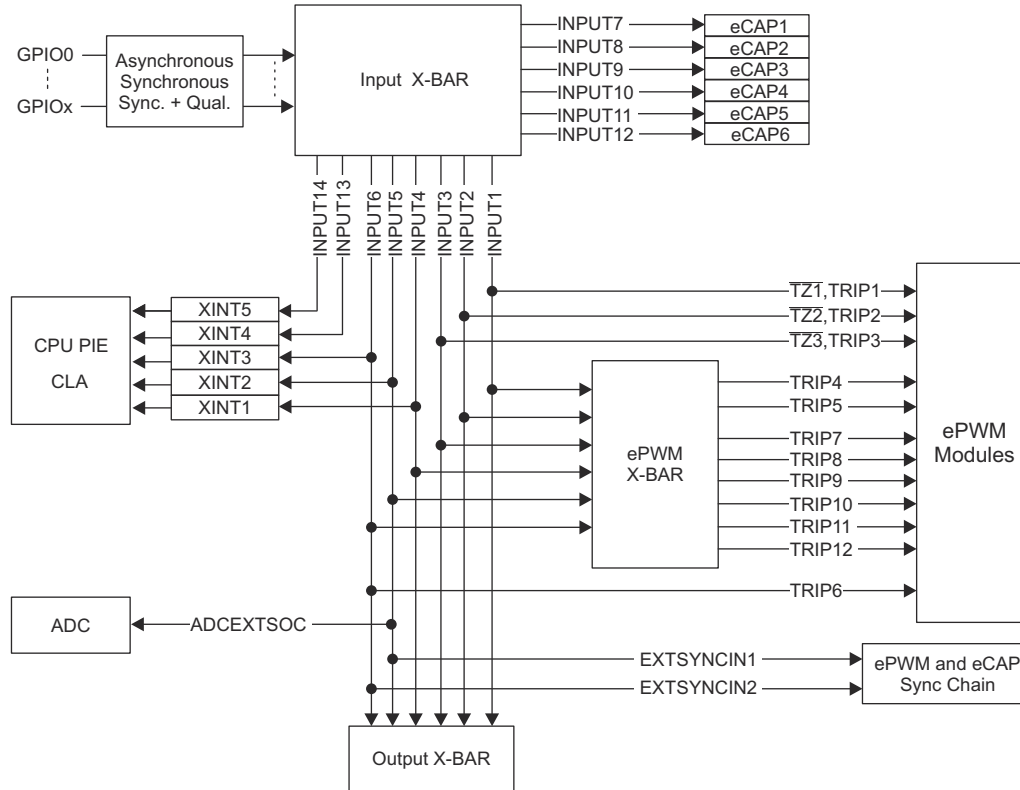 GPIO0
GPIOx
Asynchronous
Synchronous
Sync. + Qual.
Input X-BAR
INPUT7
INPUT8
INPUT9
INPUT10
INPUT11
INPUT12
eCAP1
eCAP2
eCAP3
eCAP4
eCAP5
eCAP6
INPUT14
INPUT13
INPUT6
INPUT5
INPUT4
INPUT3
INPUT2
INPUT1
CPU PIE
CLA
XINT5
XINT4
XINT3
XINT2
XINT1
TZ1,TRIP1
TZ2,TRIP2
TZ3,TRIP3
ePWM
X-BAR
TRIP4
TRIP5
TRIP7
TRIP8
TRIP9
TRIP10
TRIP11
TRIP12
TRIP6
ePWM
Modules
ADC
ADCEXTSOC
EXTSYNCIN1
EXTSYNCIN2
ePWM and eCAP
Sync Chain
Output X-BAR